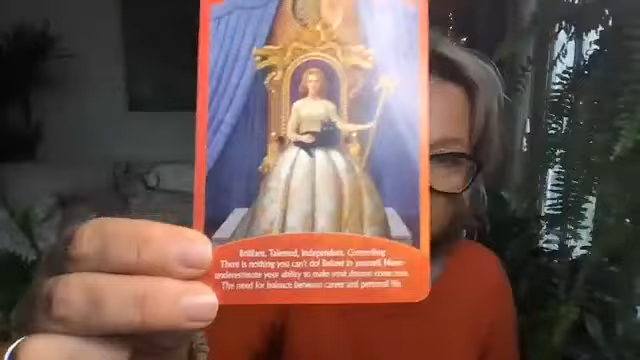 Brilliant, Talented, Independent, Controlling
There is nothing you can't do! Believe in yourself. Never
underestimate your ability to make your dreams come true.
The need for balance between career and personal life.